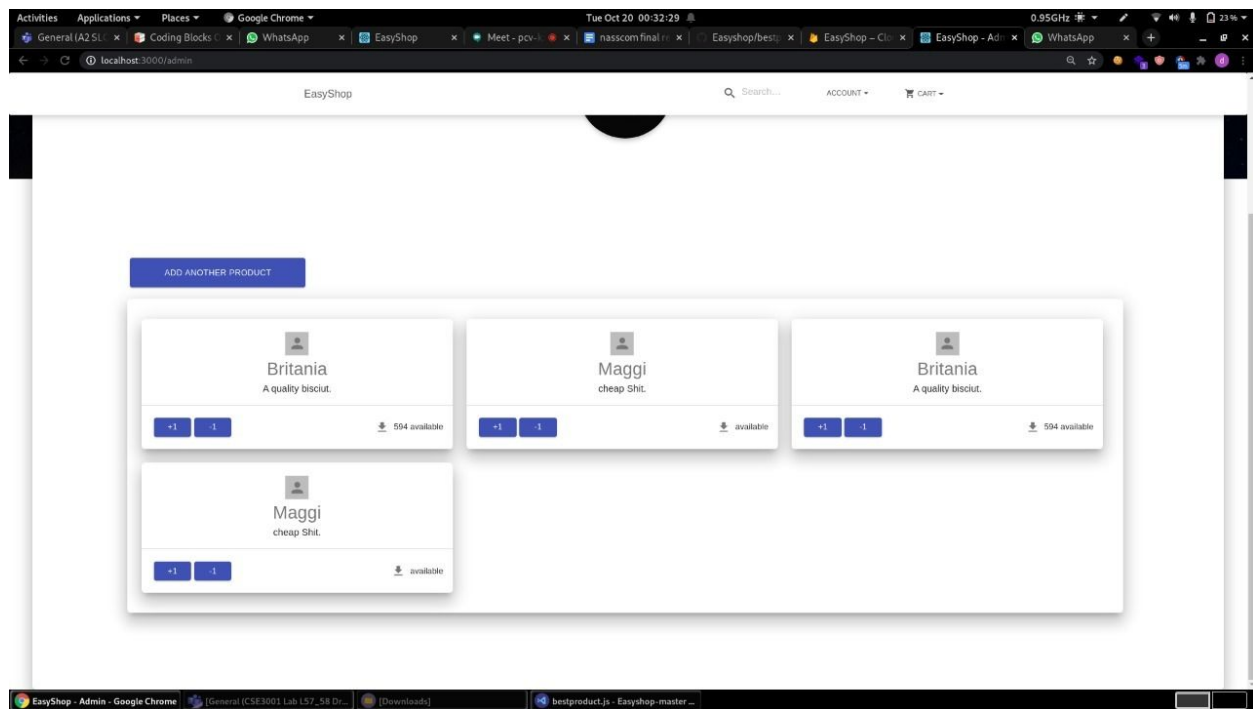 Activities Applications Places Google Chrome Tue Oct 20 00:32:29 0.95GHz 23 %
General (A2 SL Coding Blocks WhatsApp EasyShop Meet - pcv- nasscom final Easyshop/best EasyShop – Clo EasyShop - Ad WhatsApp
localhost:3000/admin
EasyShop Search... ACCOUNT CART
ADD ANOTHER PRODUCT
Britania Maggi Britania
A quality bisciut. cheap Shit. A quality bisciut.
+1 -1 594 available +1 -1 available +1 -1 594 available
Maggi
cheap Shit.
+1 -1 available
EasyShop - Admin - Google Chrome [General (CSE3001 Lab L57_58 Dr... [Downloads] bestproduct.js - Easyshop-master ...